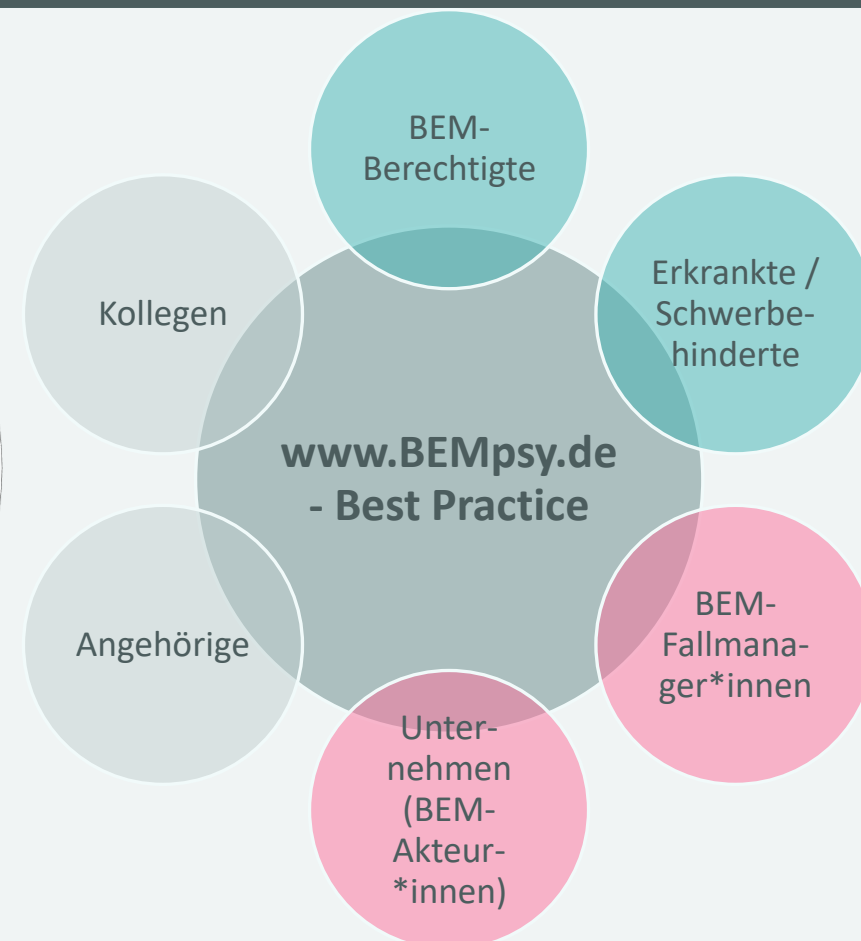 BEM-
Berechtigte
Erkrankte /
Schwerbe-
hinderte
BEM-
Fallmana-
ger*innen
Unter-
nehmen
(BEM-
Akteur-
*innen)
Angehörige
Kollegen
www.BEMpsy.de
- Best Practice